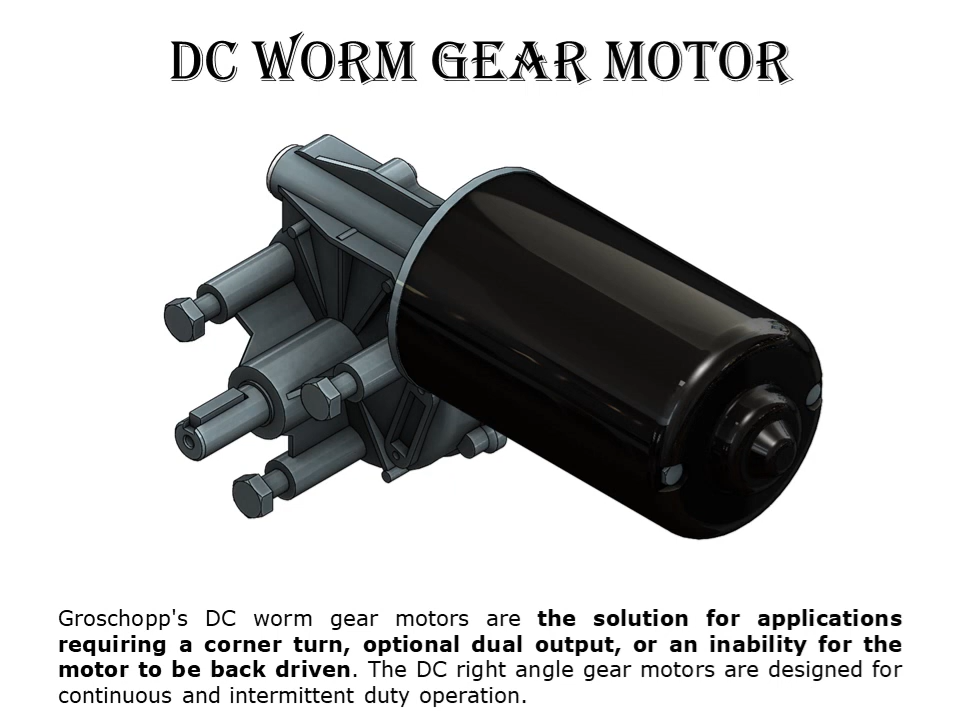 DC WORM GEAR MOTOR
Groschopp's DC worm gear motors are the solution for applications
requiring a corner turn, optional dual output, or an inability for the
motor to be back driven. The DC right angle gear motors are designed for
continuous and intermittent duty operation.